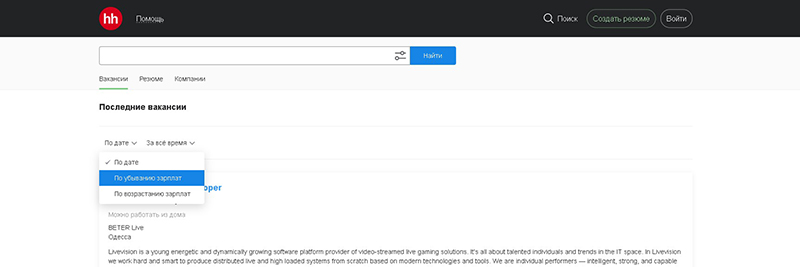 hh Помощь Поиск Создать резюме Войти
Найти
Вакансии Резюме Компании
Последние вакансии
По дате За всё время
По дате
По убыванию зарплат
По возрастанию зарплат
Можно работать из дома
BETER Live
Одесса
Livevision is a young energetic and dynamically growing software platform provider of video-streamed live gaming solutions. It's all about talented individuals and trends in the IT space. In Livevision
we work hard and smart to produce distributed live and high loaded systems from scratch based on modern technologies and tools. We are individual performers — intelligent, strong, and capable